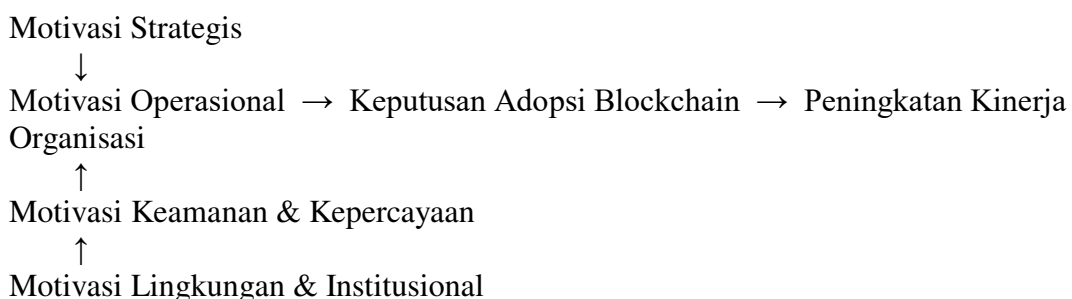 Motivasi Strategis
↓
Motivasi Operasional → Keputusan Adopsi Blockchain → Peningkatan Kinerja
Organisasi
↑
Motivasi Keamanan & Kepercayaan
↑
Motivasi Lingkungan & Institusional